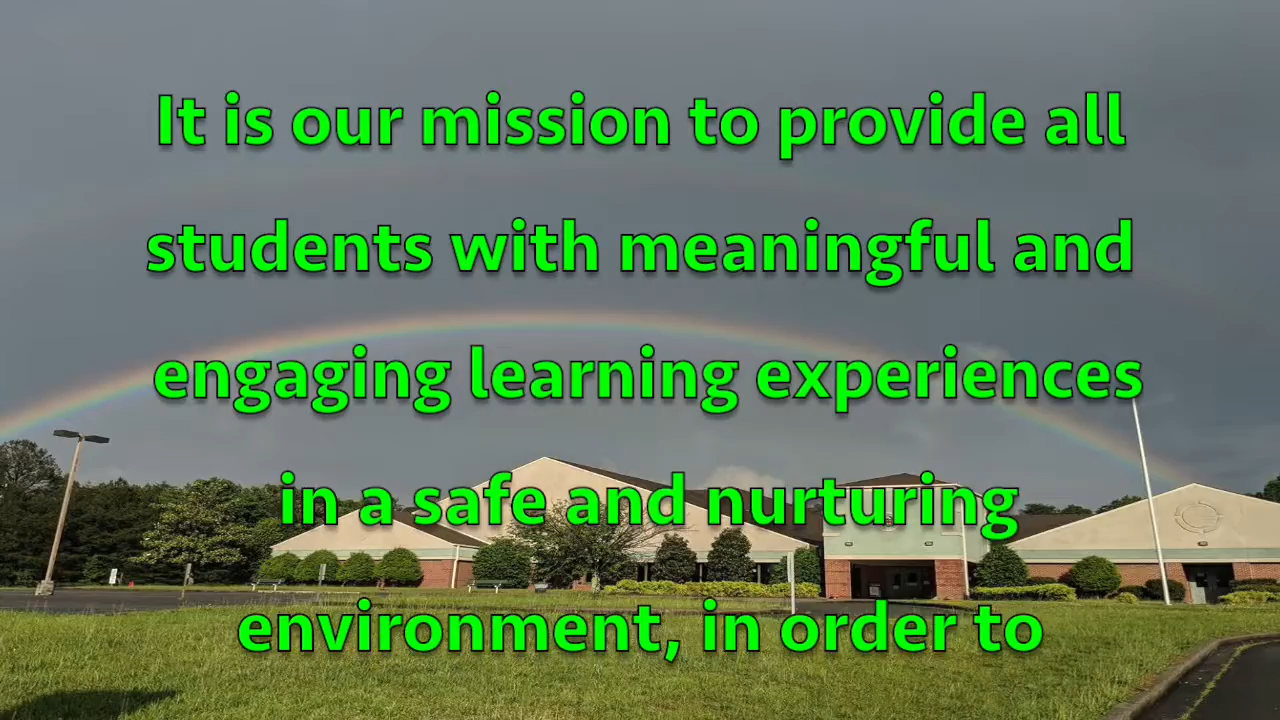 It is our mission to provide all
students with meaningful and
engaging learning experiences
in a safe and nurturing
environment, in order to